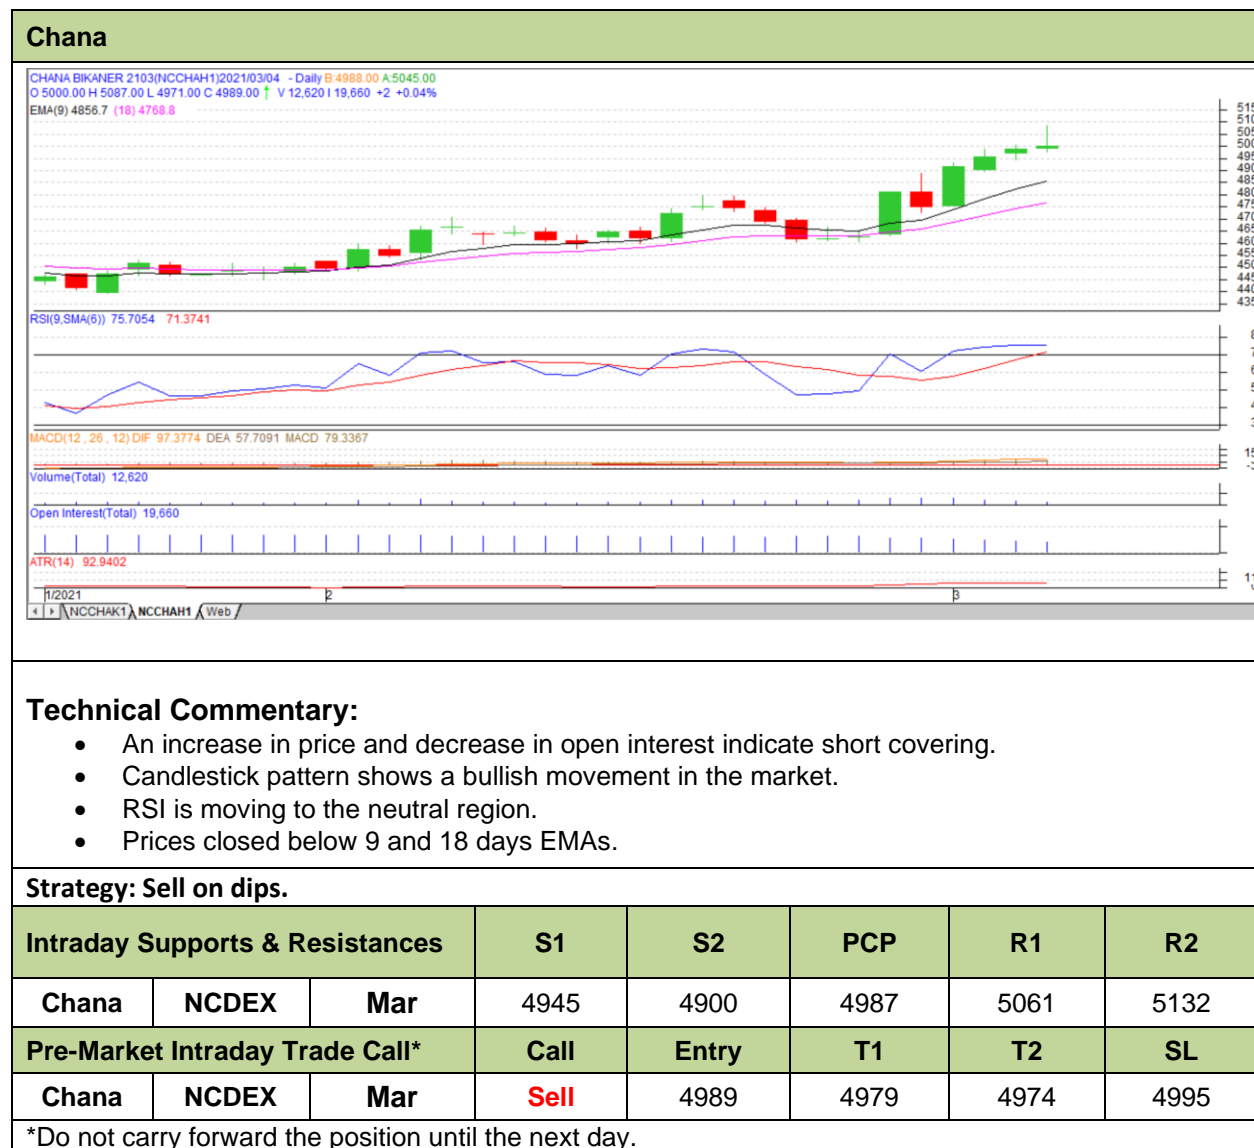 Chana
CHANA BIKANER 2103(NCCHAH1)2021/03/04 - Daily B:4988.00 A:5045.00
O 5000.00 H 5087.00 L 4971.00 C 4989.00 ↑ V 12,620 I 19,660 +2 +0.04%
EMA(9) 4856.7 (18) 4768.8
RSI(9,SMA(6)) 75.7054 71.3741
MACD(12 , 26 , 12) DIF 97.3774 DEA 57.7091 MACD 79.3367
Volume(Total) 12,620
Open Interest(Total) 19,660
ATR(14) 92.9402
1/2021 2 3
NCCHAK1 NCCHAH1 Web
Technical Commentary:
• An increase in price and decrease in open interest indicate short covering.
• Candlestick pattern shows a bullish movement in the market.
• RSI is moving to the neutral region.
• Prices closed below 9 and 18 days EMAs.
Strategy: Sell on dips.
Intraday Supports & Resistances S1 S2 PCP R1 R2
Chana NCDEX Mar 4945 4900 4987 5061 5132
Pre-Market Intraday Trade Call* Call Entry T1 T2 SL
Chana NCDEX Mar Sell 4989 4979 4974 4995
*Do not carry forward the position until the next day.